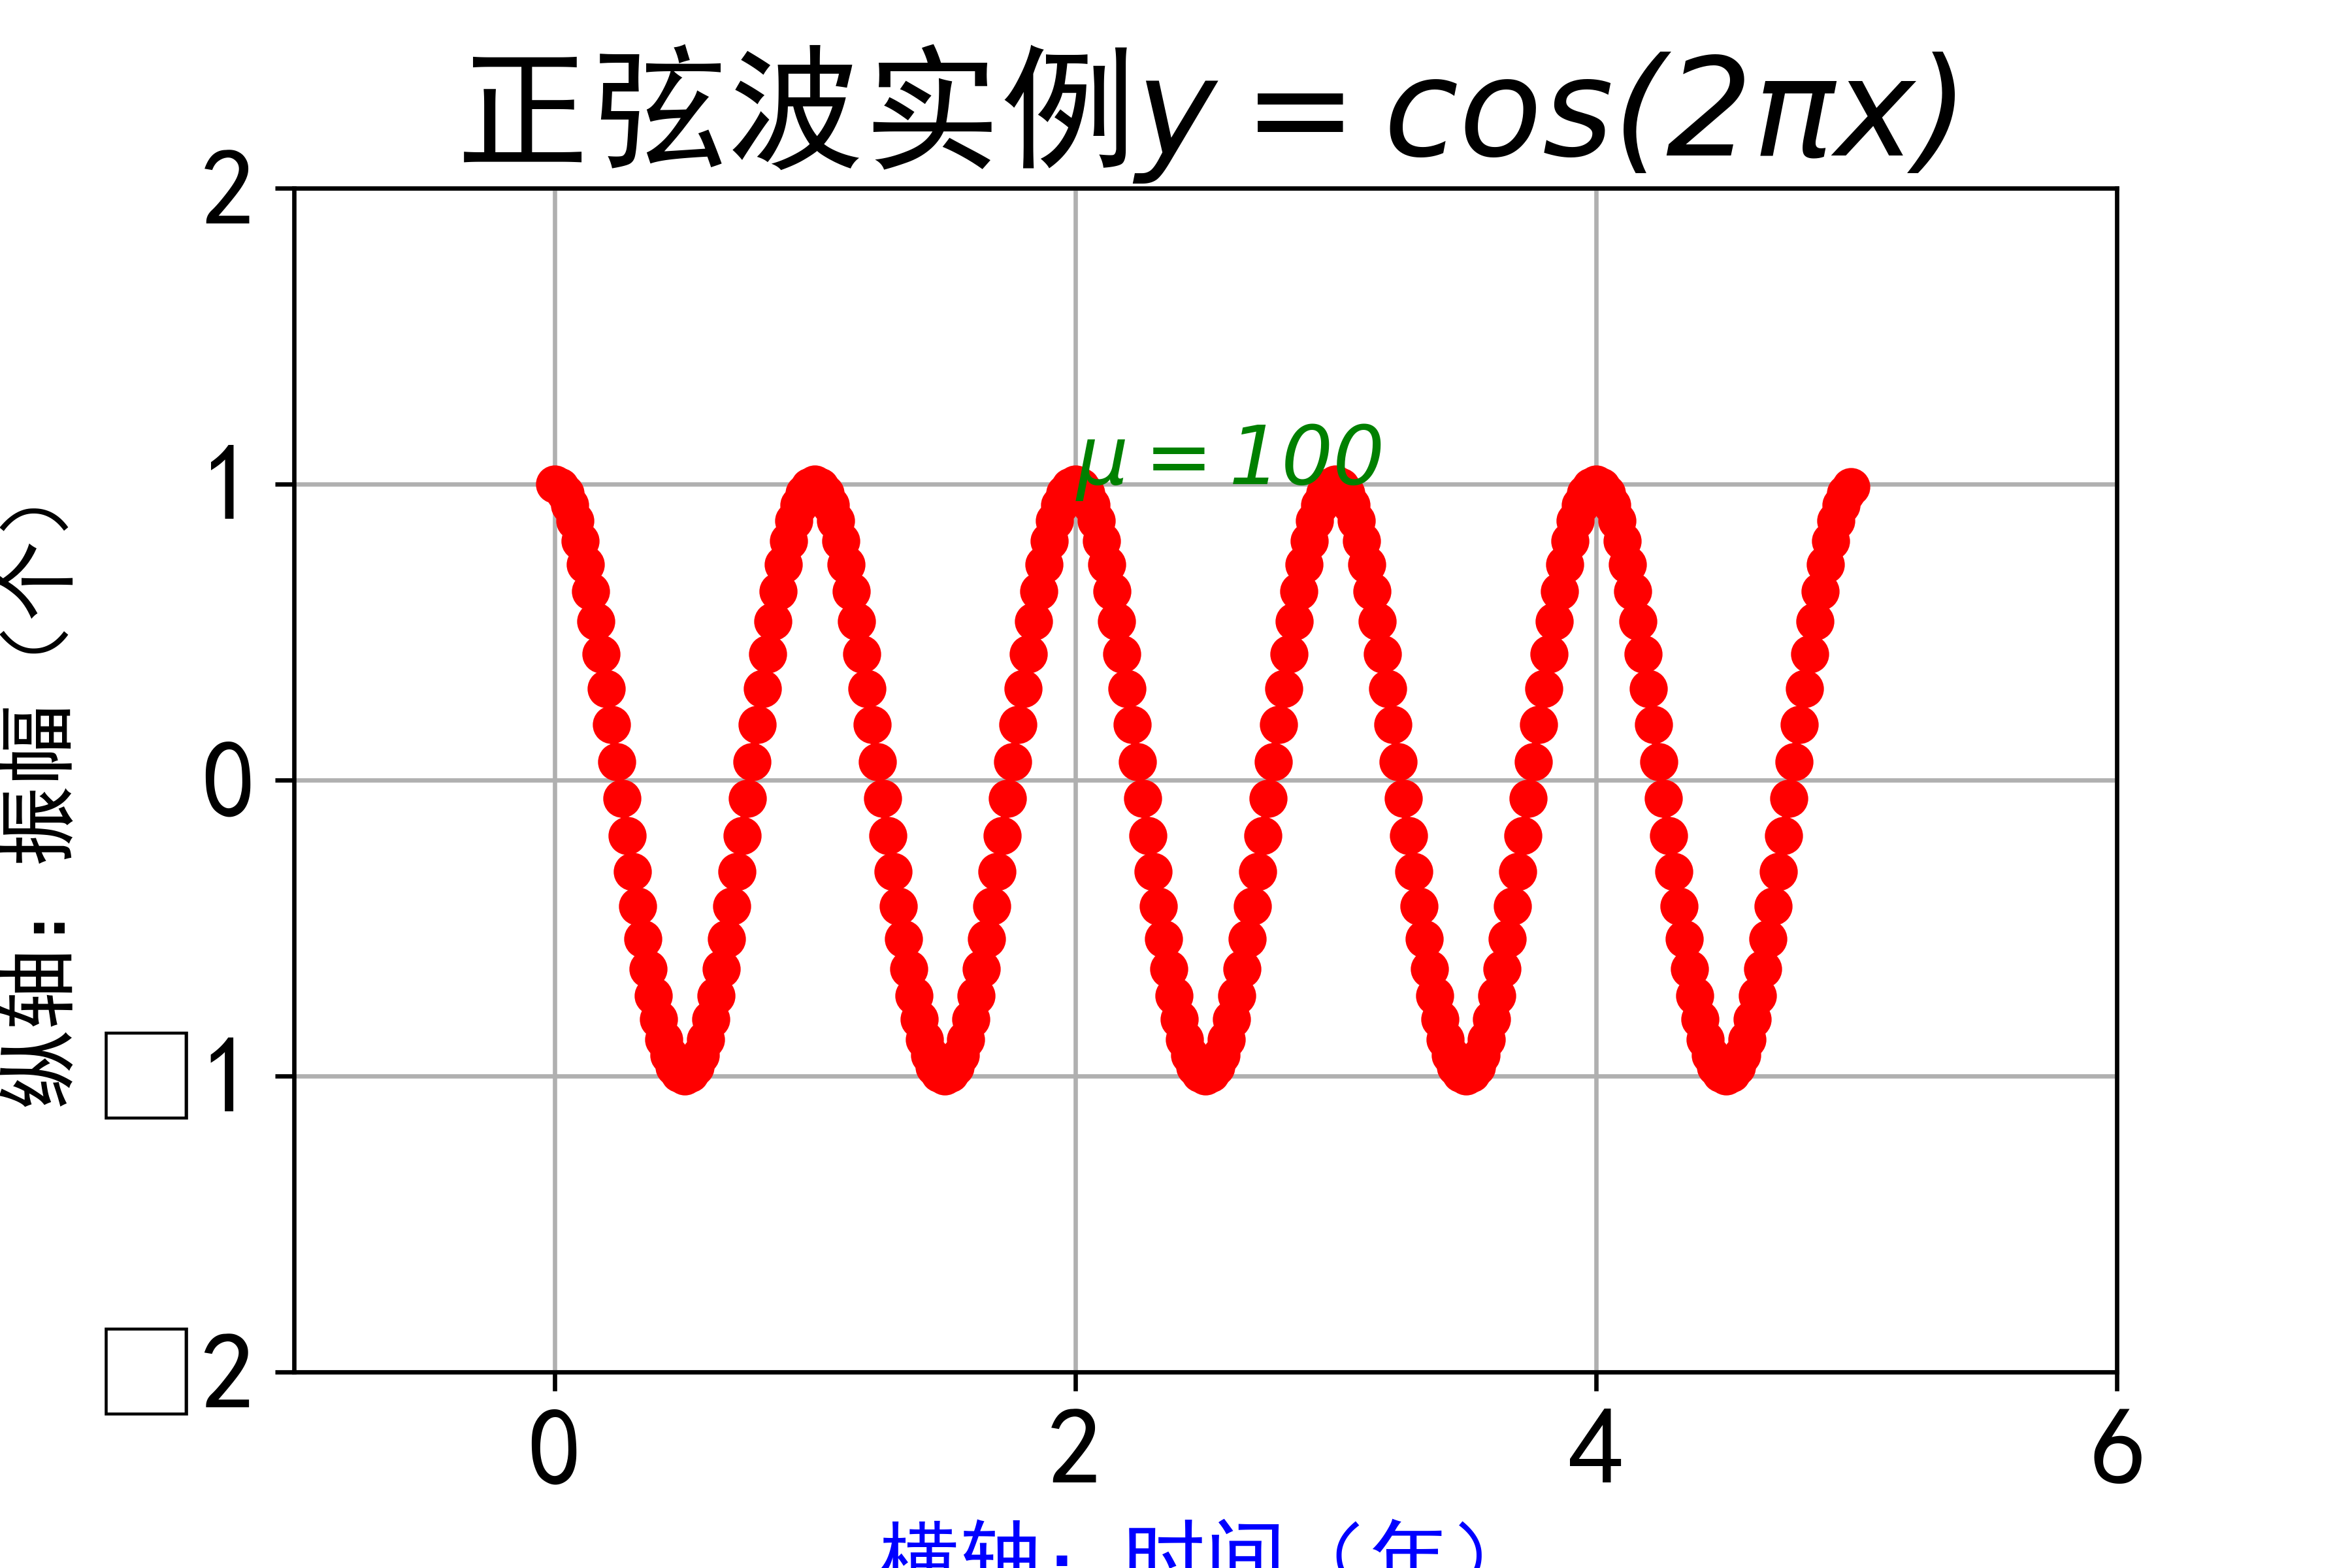 正弦波实例y = cos(2πx)
2
1
0
□1
□2
纵轴：振幅（个）
μ = 100
0 2 4 6
横轴：时间（年）